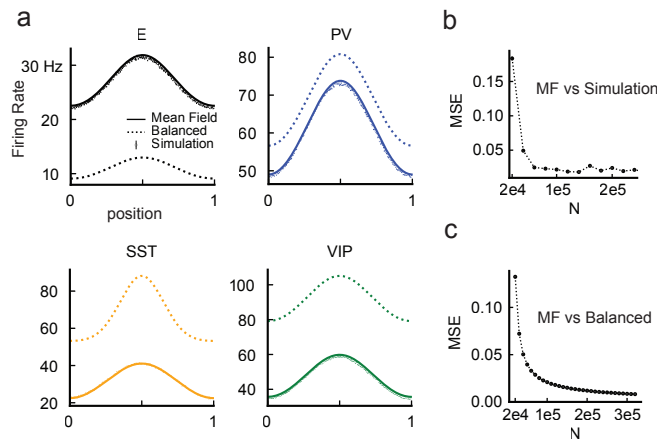 a
E
PV
30 Hz
20
10
Firing Rate
Mean Field
Balanced
Simulation
0
1
position
80
70
60
50
0
1
SST
VIP
80
60
40
20
0
1
100
80
60
40
0
1
b
MF vs Simulation
MSE
0.15
0.10
0.05
2e4
1e5
2e5
N
c
MF vs Balanced
MSE
0.10
0.05
0.00
2e4
1e5
2e5
3e5
N